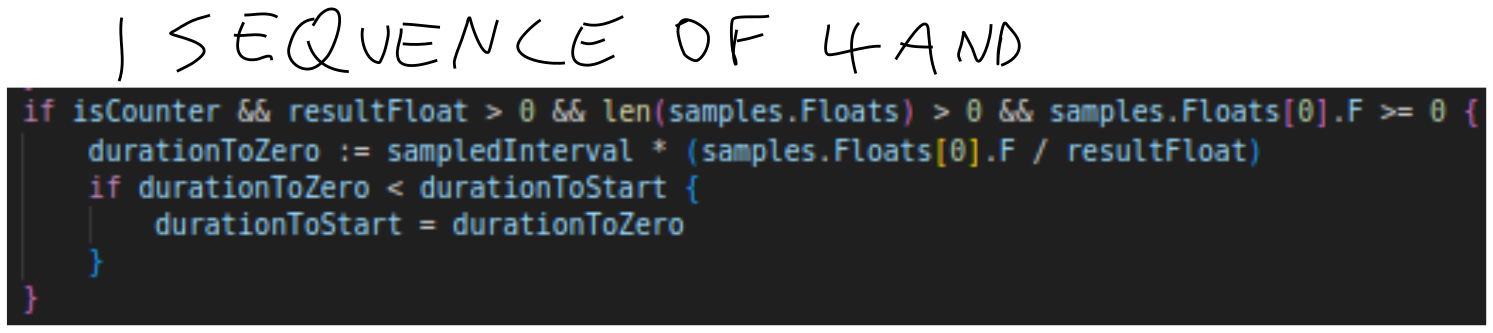 1 SEQUENCE OF 4 AND
if isCounter && resultFloat > 0 && len(samples.Floats) > 0 && samples.Floats[0].F >= 0 {
    durationToZero := sampledInterval * (samples.Floats[0].F / resultFloat)
    if durationToZero < durationToStart {
        durationToStart = durationToZero
    }
}